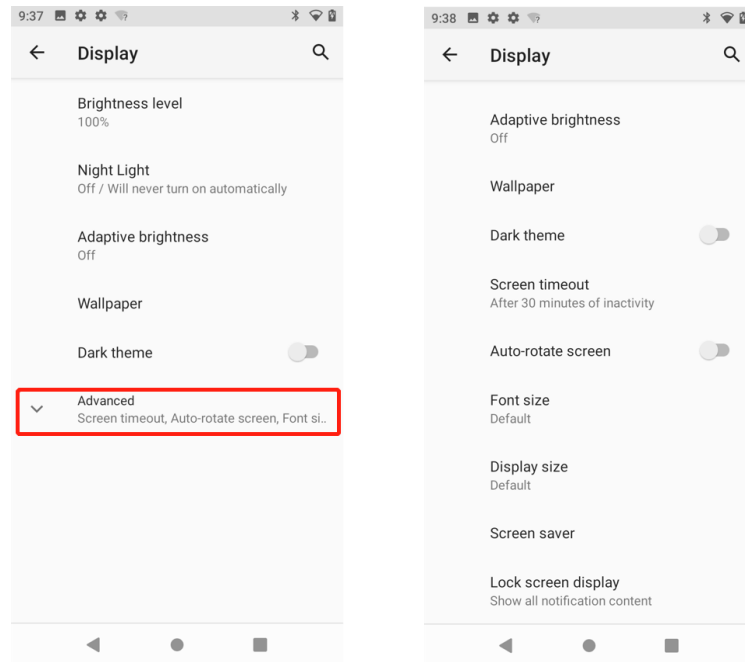 9:37
Display
Brightness level
100%
Night Light
Off / Will never turn on automatically
Adaptive brightness
Off
Wallpaper
Dark theme
Advanced
Screen timeout, Auto-rotate screen, Font si..
9:38
Display
Adaptive brightness
Off
Wallpaper
Dark theme
Screen timeout
After 30 minutes of inactivity
Auto-rotate screen
Font size
Default
Display size
Default
Screen saver
Lock screen display
Show all notification content